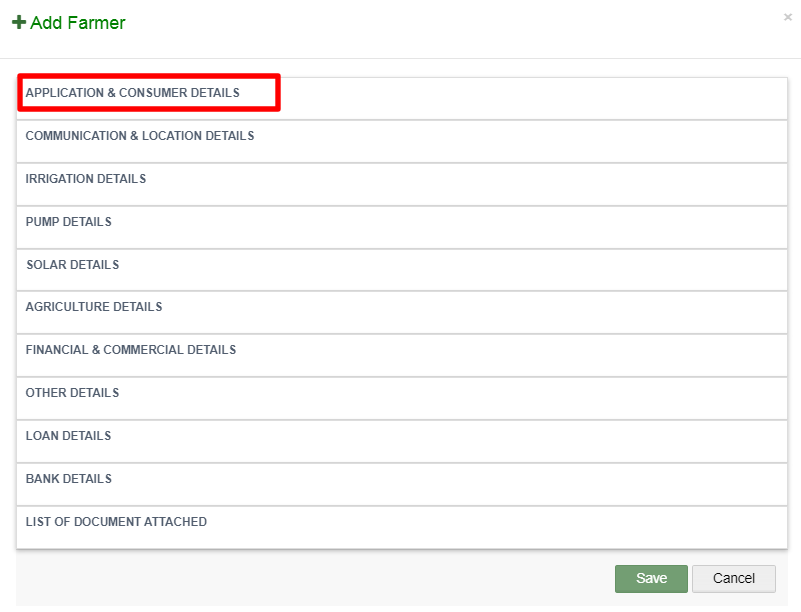 Add Farmer
×
APPLICATION & CONSUMER DETAILS
COMMUNICATION & LOCATION DETAILS
IRRIGATION DETAILS
PUMP DETAILS
SOLAR DETAILS
AGRICULTURE DETAILS
FINANCIAL & COMMERCIAL DETAILS
OTHER DETAILS
LOAN DETAILS
BANK DETAILS
LIST OF DOCUMENT ATTACHED
Save Cancel